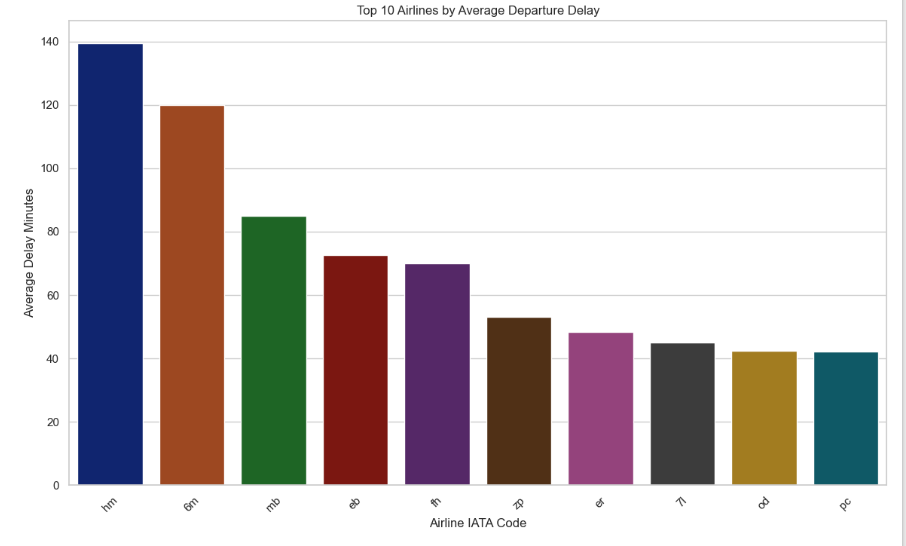 Top 10 Airlines by Average Departure Delay
140
120
100
80
60
40
20
0
Average Delay Minutes
hm
6m
mb
eb
fh
zp
er
7l
od
pc
Airline IATA Code